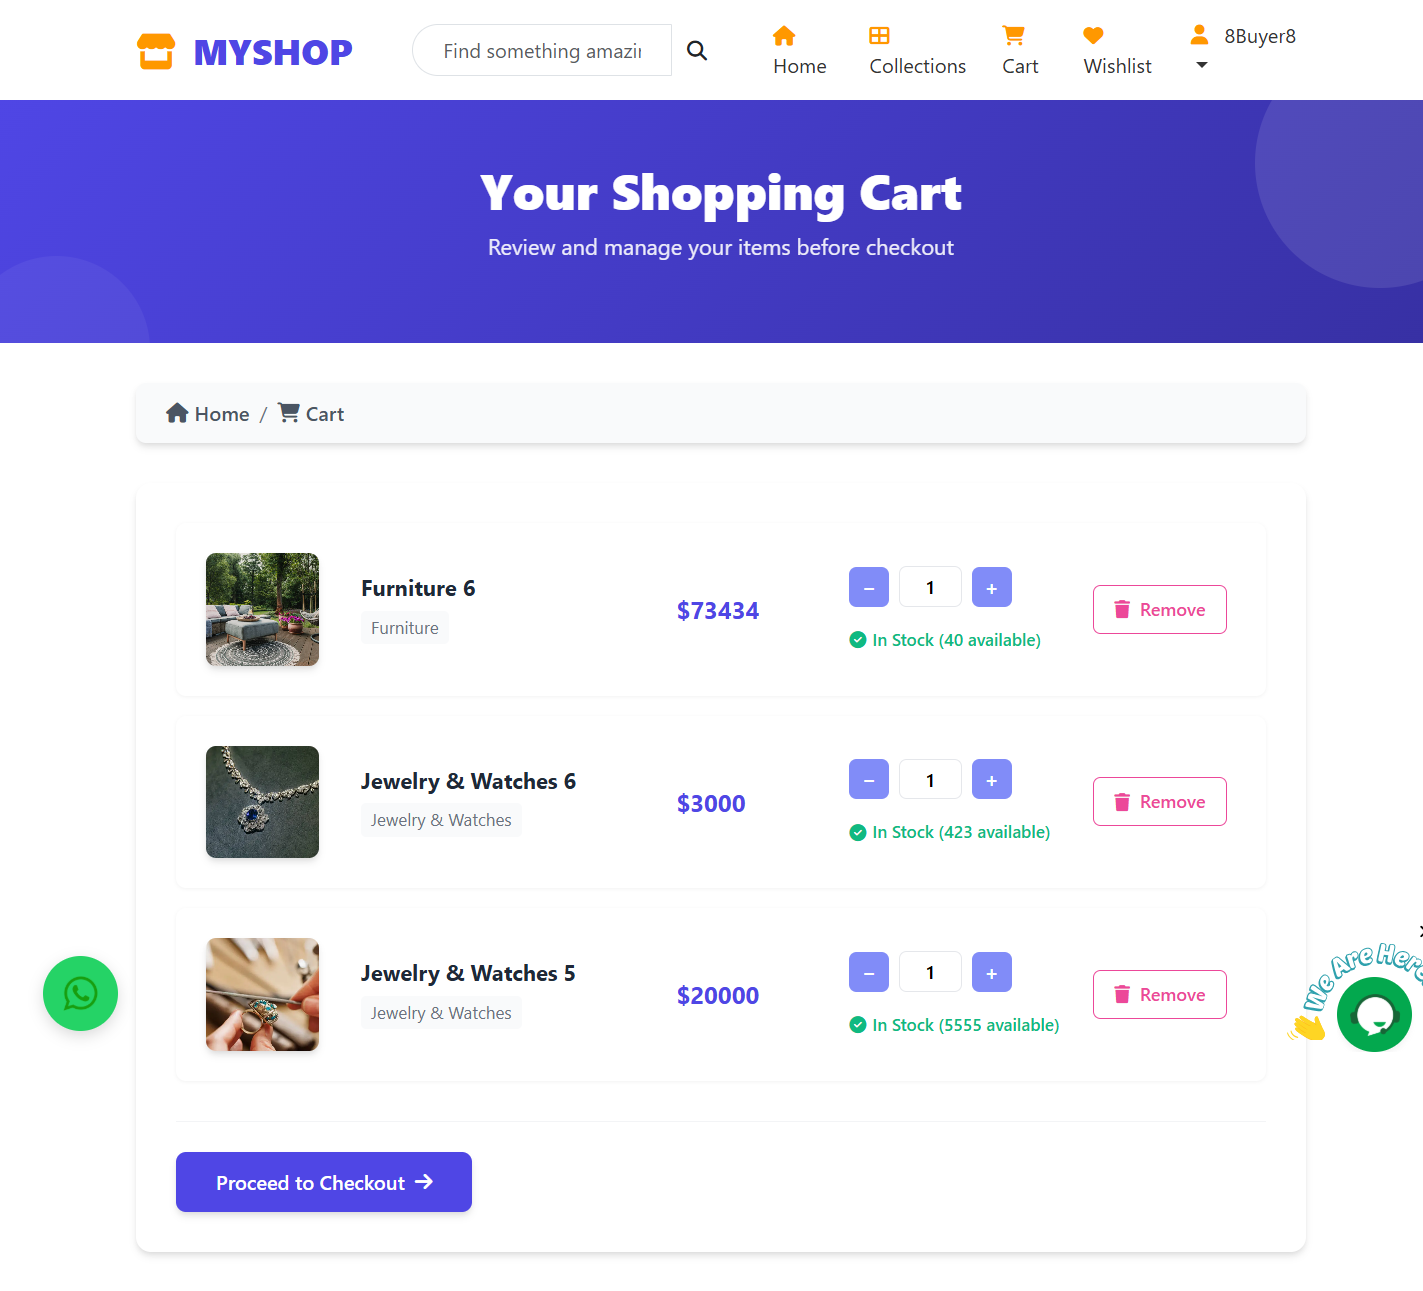 MYSHOP
Find something amazi
Home
Collections
Cart
Wishlist
8Buyer8
Your Shopping Cart
Review and manage your items before checkout
Home / Cart
Furniture 6
Furniture
$73434
− 1 +
In Stock (40 available)
Remove
Jewelry & Watches 6
Jewelry & Watches
$3000
− 1 +
In Stock (423 available)
Remove
Jewelry & Watches 5
Jewelry & Watches
$20000
− 1 +
In Stock (5555 available)
Remove
We Are Here
Proceed to Checkout →